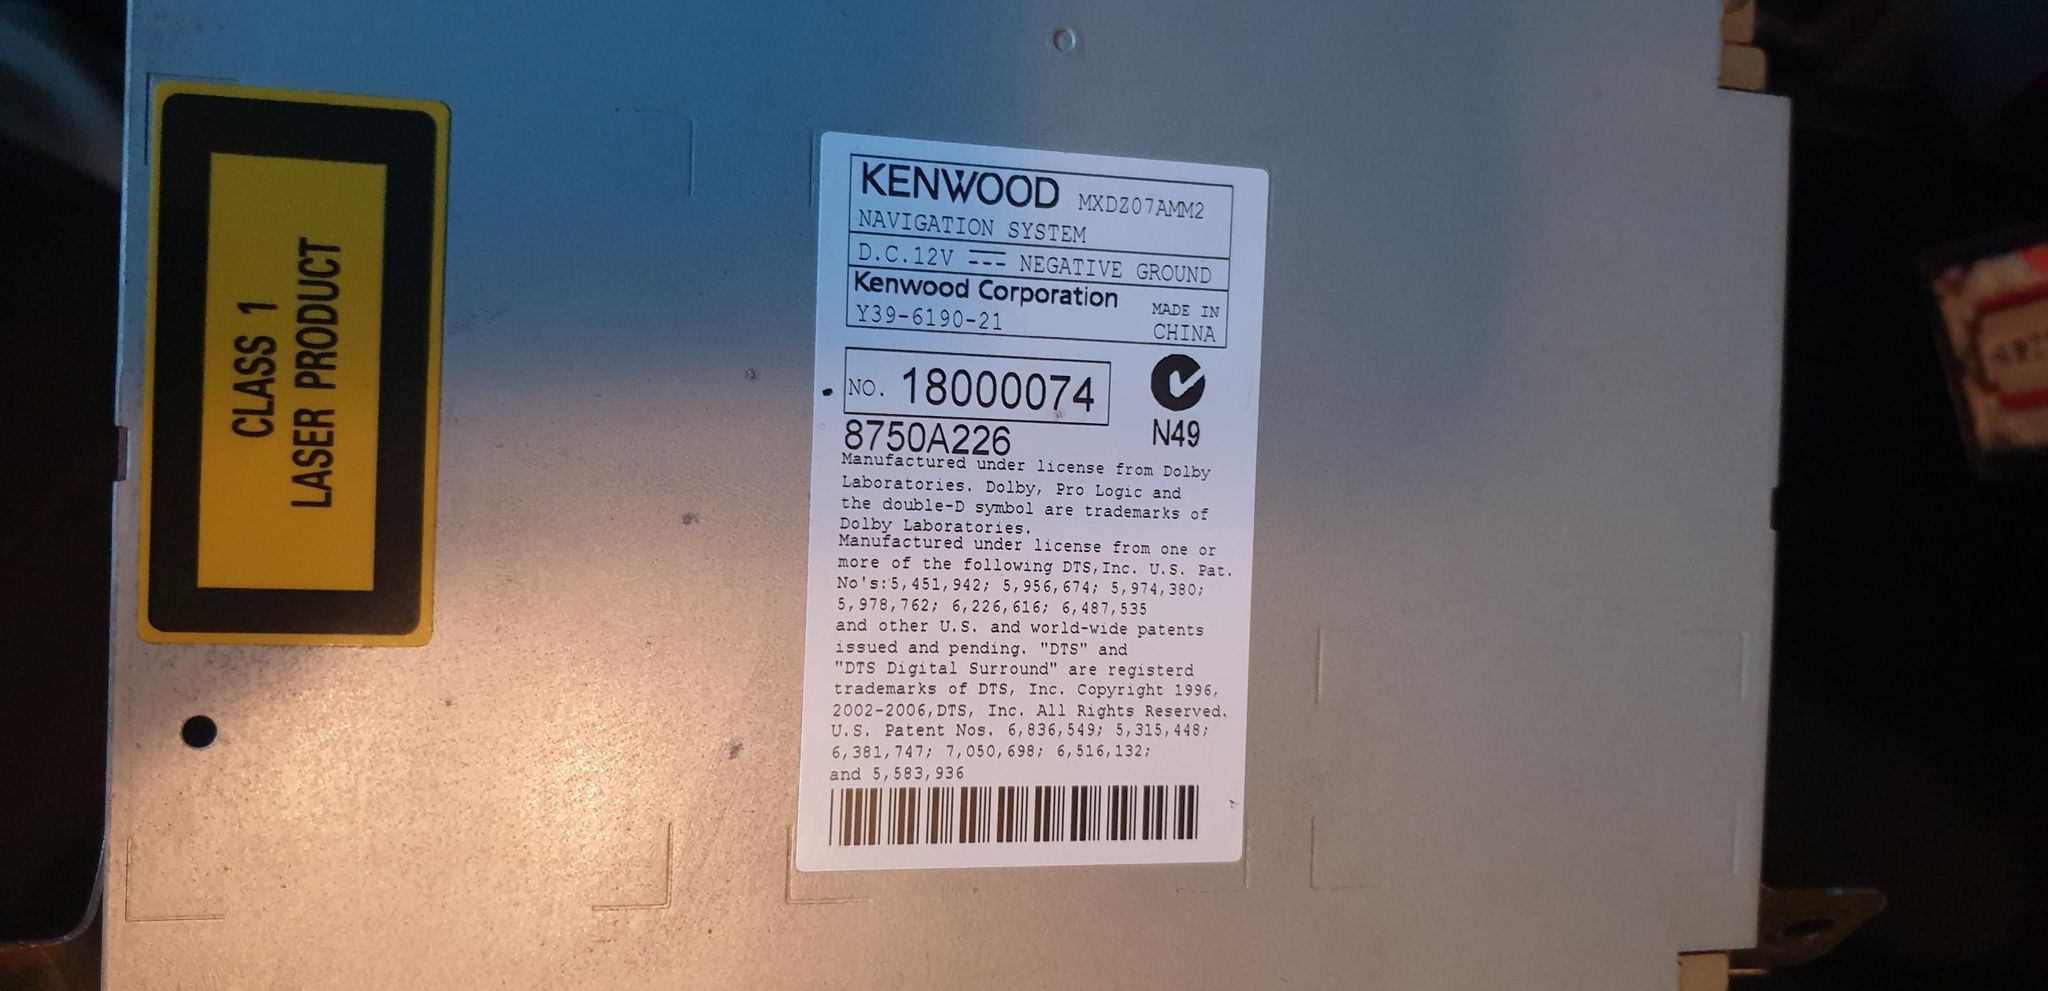 CLASS 1
LASER PRODUCT
KENWOOD MXDZ07AMM2
NAVIGATION SYSTEM
D.C.12V NEGATIVE GROUND
Kenwood Corporation MADE IN
Y39-6190-21 CHINA
NO. 18000074
8750A226 N49
Manufactured under license from Dolby
Laboratories. Dolby, Pro Logic and
the double-D symbol are trademarks of
Dolby Laboratories.
Manufactured under license from one or
more of the following DTS,Inc. U.S. Pat.
No's:5,451,942; 5,956,674; 5,974,380;
5,978,762; 6,226,616; 6,487,535
and other U.S. and world-wide patents
issued and pending. "DTS" and
"DTS Digital Surround" are registerd
trademarks of DTS, Inc. Copyright 1996,
2002-2006,DTS, Inc. All Rights Reserved.
U.S. Patent Nos. 6,836,549; 5,315,448;
6,381,747; 7,050,698; 6,516,132;
and 5,583,936